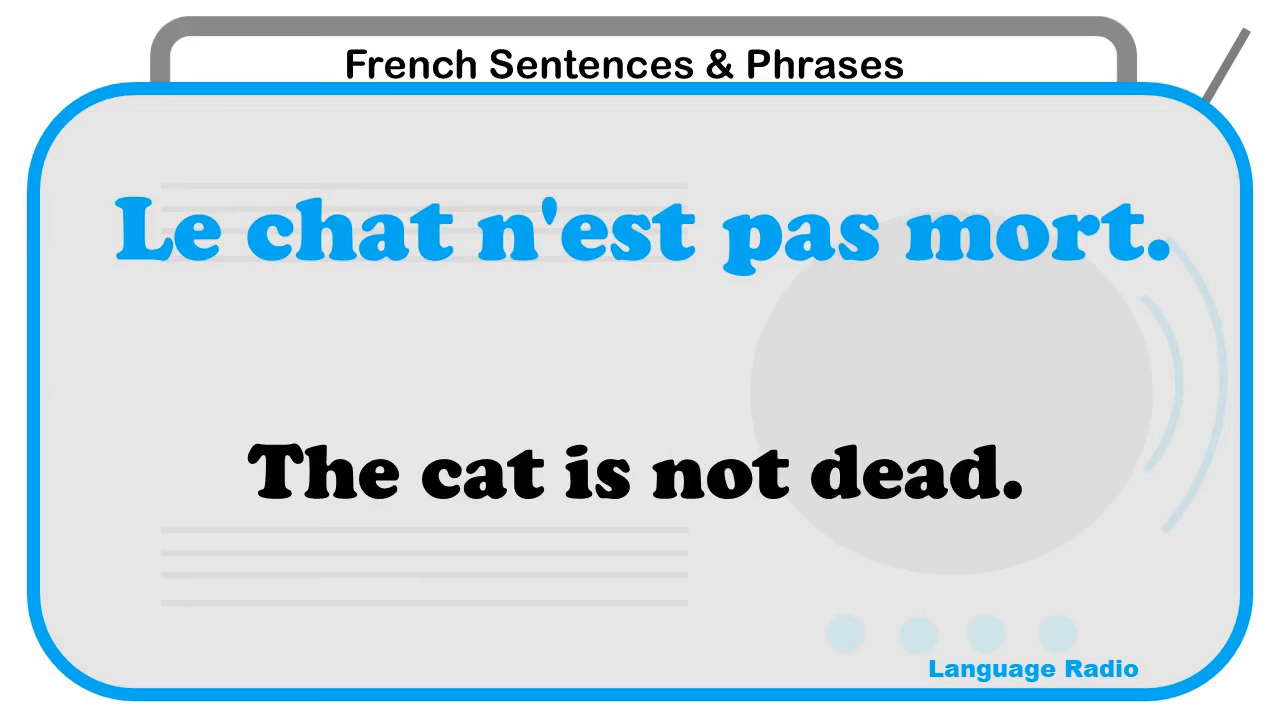 French Sentences & Phrases
Le chat n'est pas mort.
The cat is not dead.
Language Radio